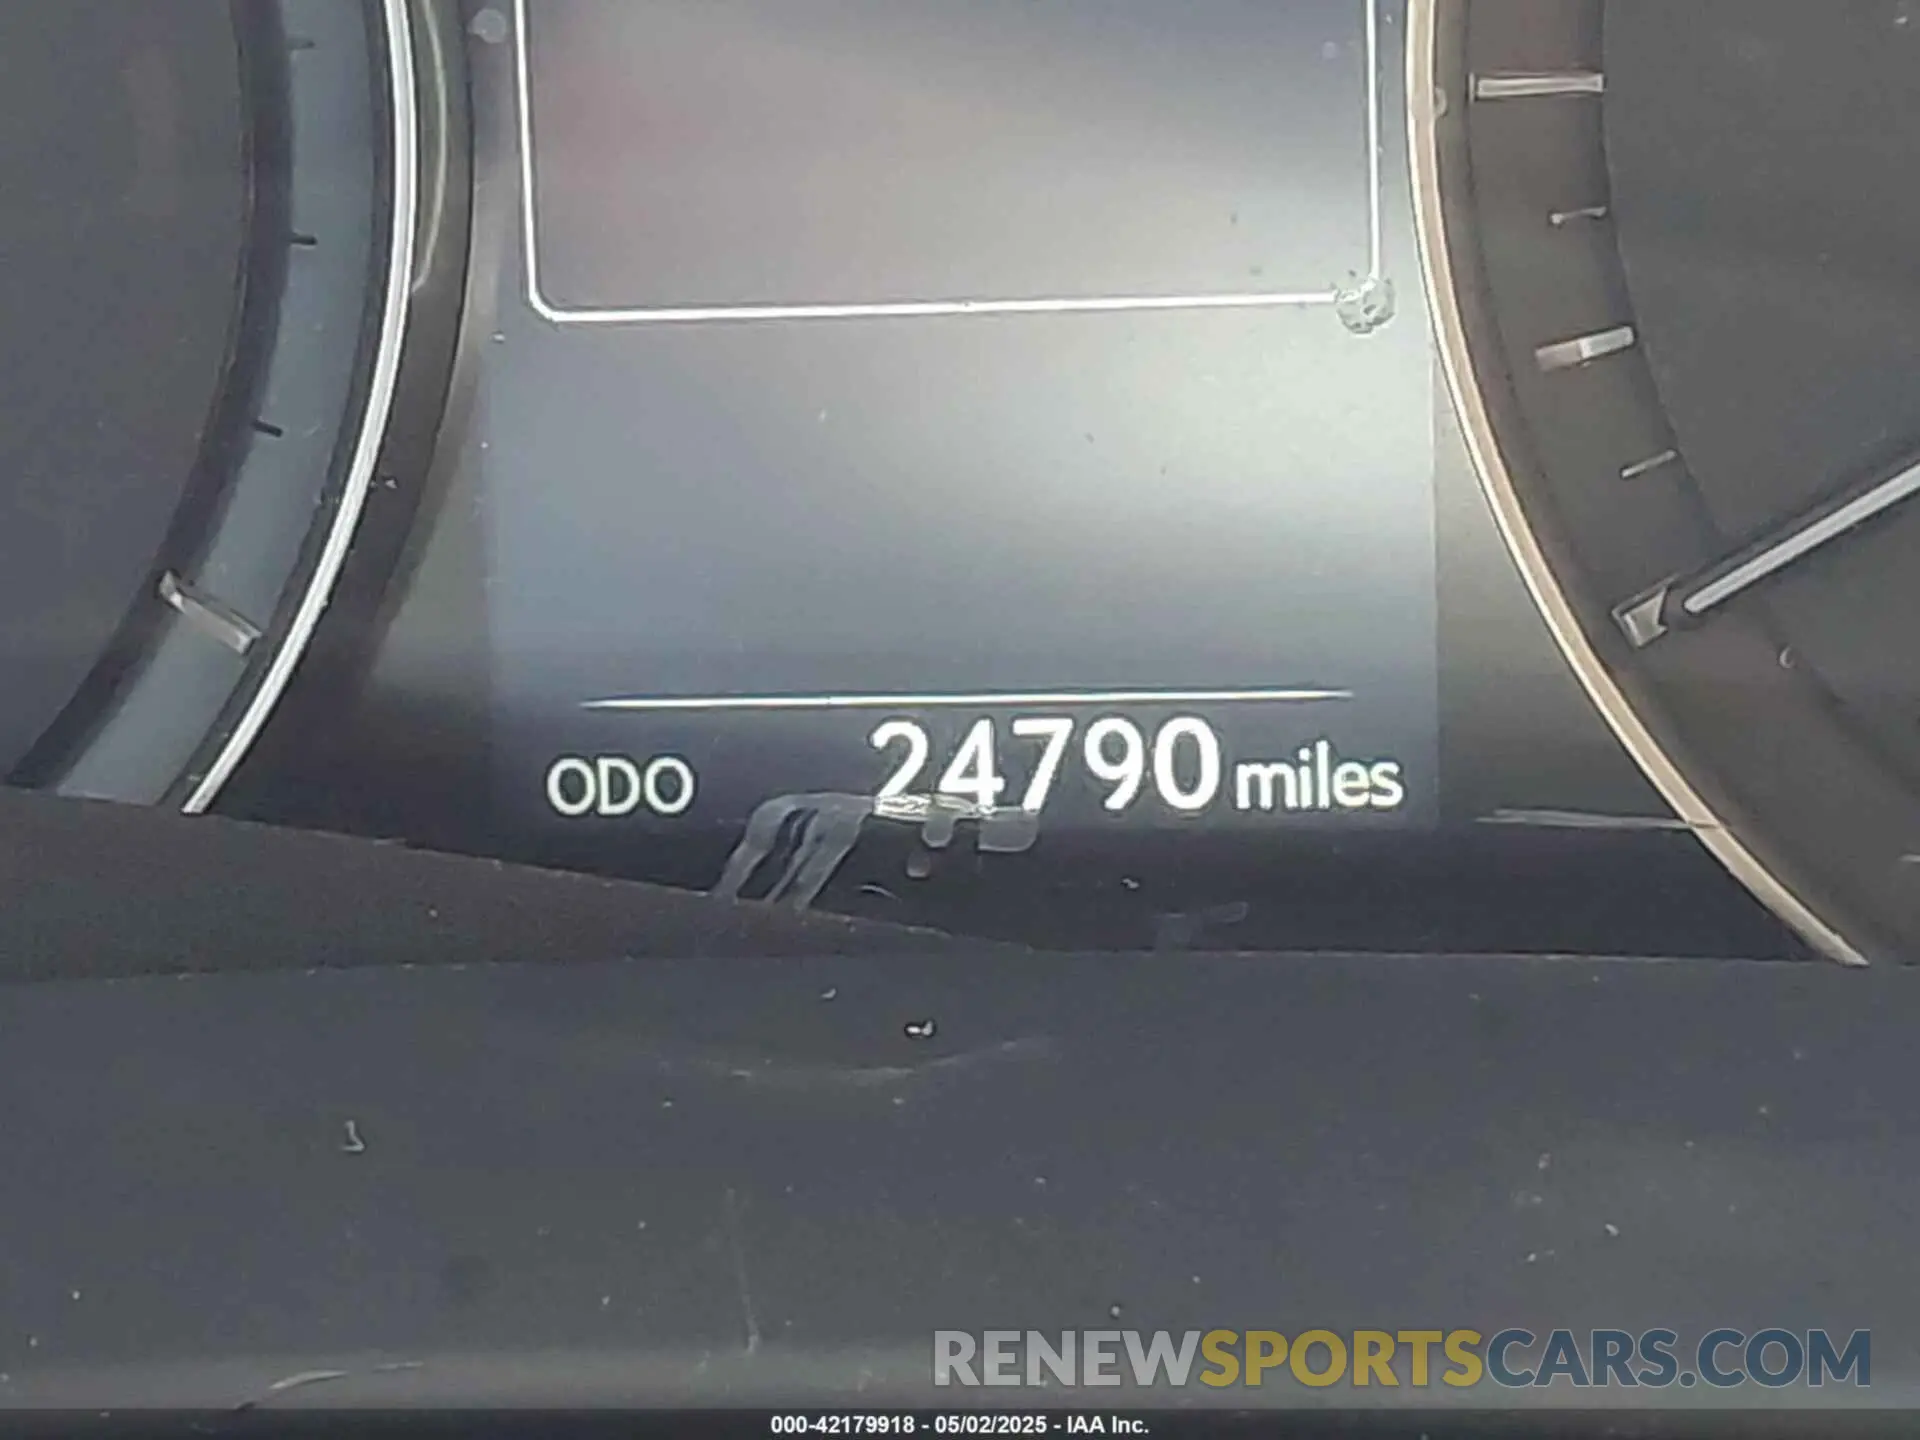 ODO 24790 miles
RENEWSPORTSCARS.COM
000-42179918 - 05/02/2025 - IAA Inc.